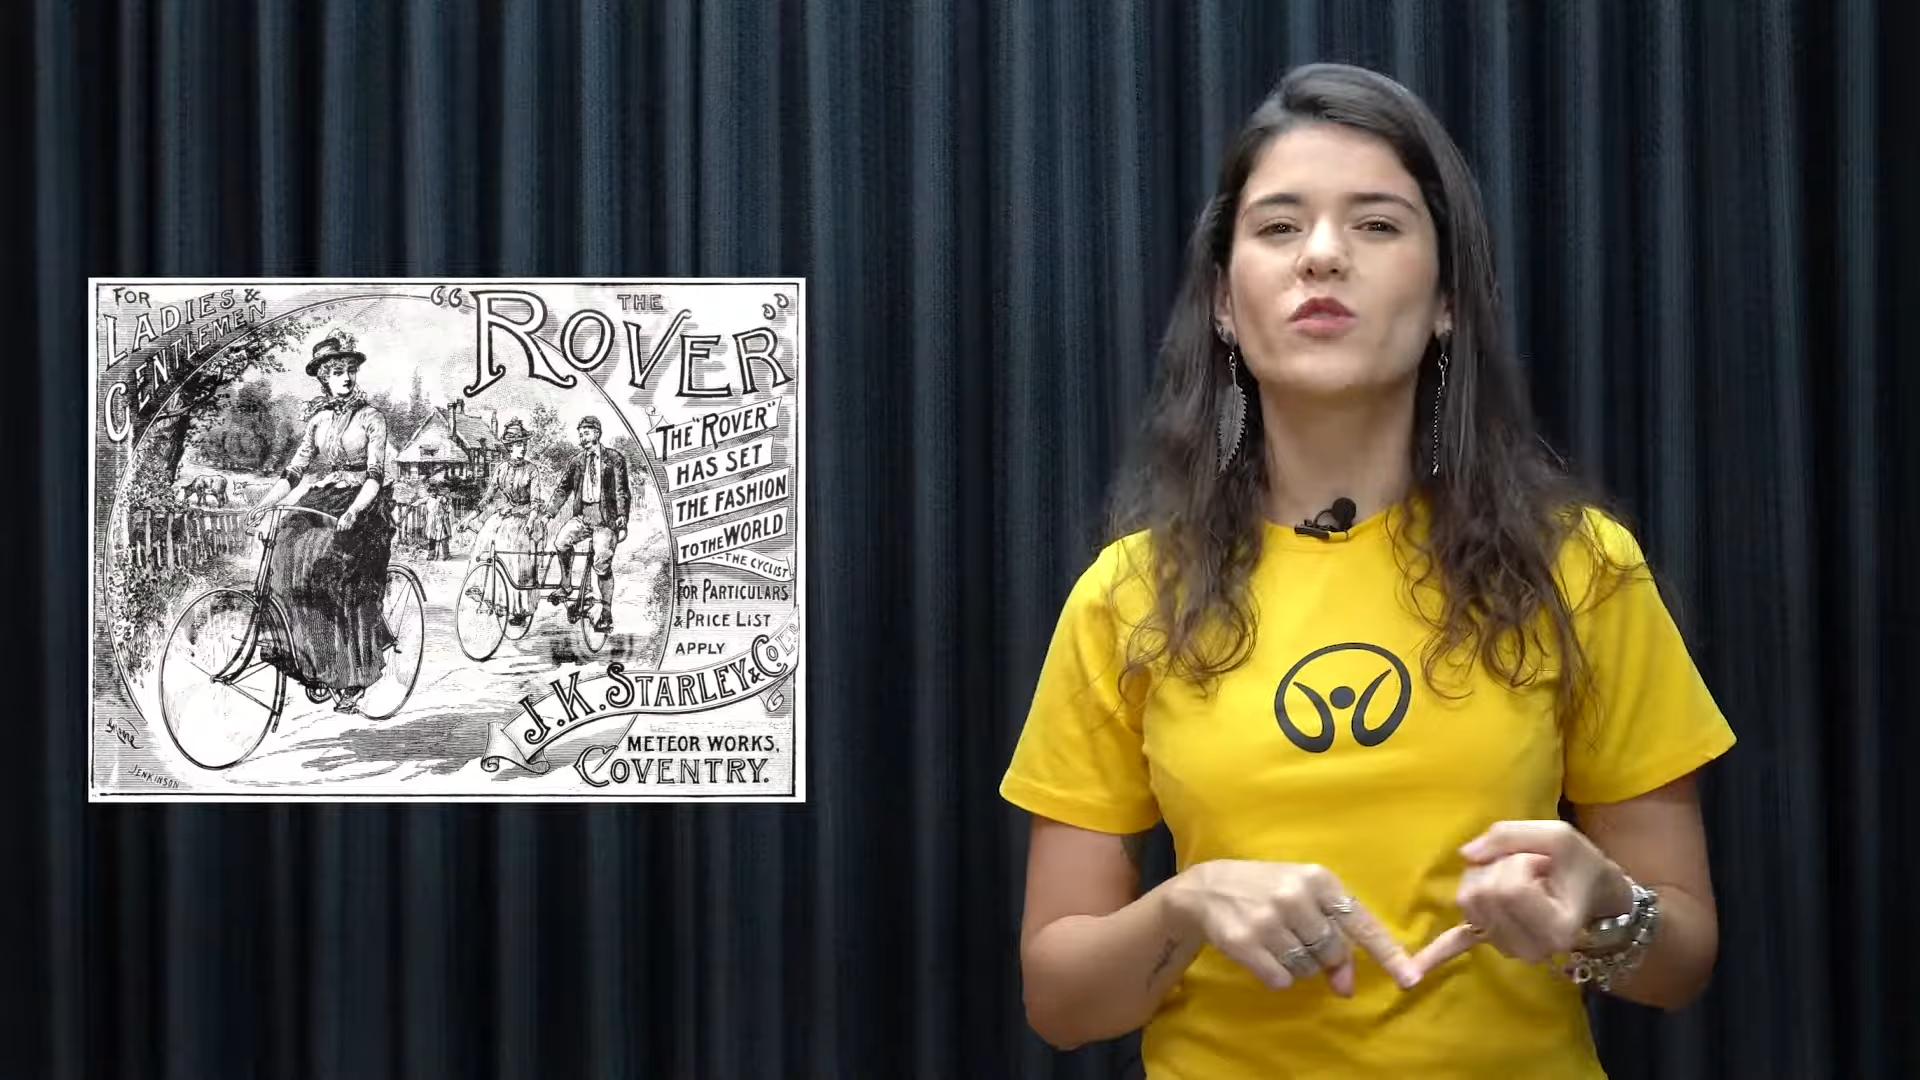 FOR
LADIES &
GENTLEMEN
"THE
ROVER"
THE "ROVER"
HAS SET
THE FASHION
TO THE WORLD
THE CYCLIST
FOR PARTICULARS
& PRICE LIST
APPLY
J.K. STARLEY & CO LTD
METEOR WORKS,
COVENTRY.
JENKINSON